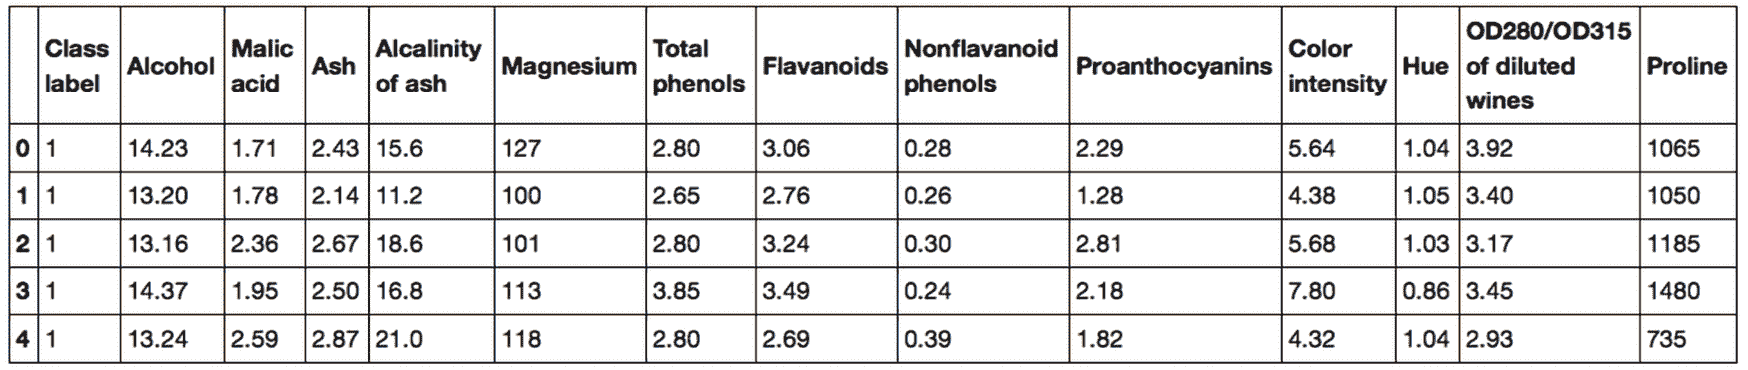 Class label Alcohol Malic acid Ash Alcalinity of ash Magnesium Total phenols Flavanoids Nonflavanoid phenols Proanthocyanins Color intensity Hue OD280/OD315 of diluted wines Proline
0 1 14.23 1.71 2.43 15.6 127 2.80 3.06 0.28 2.29 5.64 1.04 3.92 1065
1 1 13.20 1.78 2.14 11.2 100 2.65 2.76 0.26 1.28 4.38 1.05 3.40 1050
2 1 13.16 2.36 2.67 18.6 101 2.80 3.24 0.30 2.81 5.68 1.03 3.17 1185
3 1 14.37 1.95 2.50 16.8 113 3.85 3.49 0.24 2.18 7.80 0.86 3.45 1480
4 1 13.24 2.59 2.87 21.0 118 2.80 2.69 0.39 1.82 4.32 1.04 2.93 735